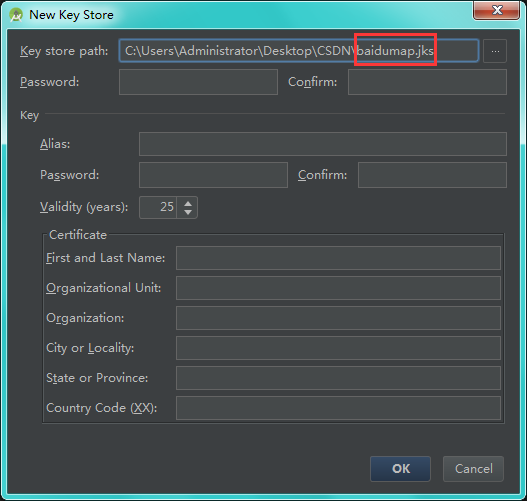 New Key Store
Key store path: C:\Users\Administrator\Desktop\CSDN\baidumap.jks ...
Password: Confirm:
Key
Alias:
Password: Confirm:
Validity (years): 25
Certificate
First and Last Name:
Organizational Unit:
Organization:
City or Locality:
State or Province:
Country Code (XX):
OK Cancel